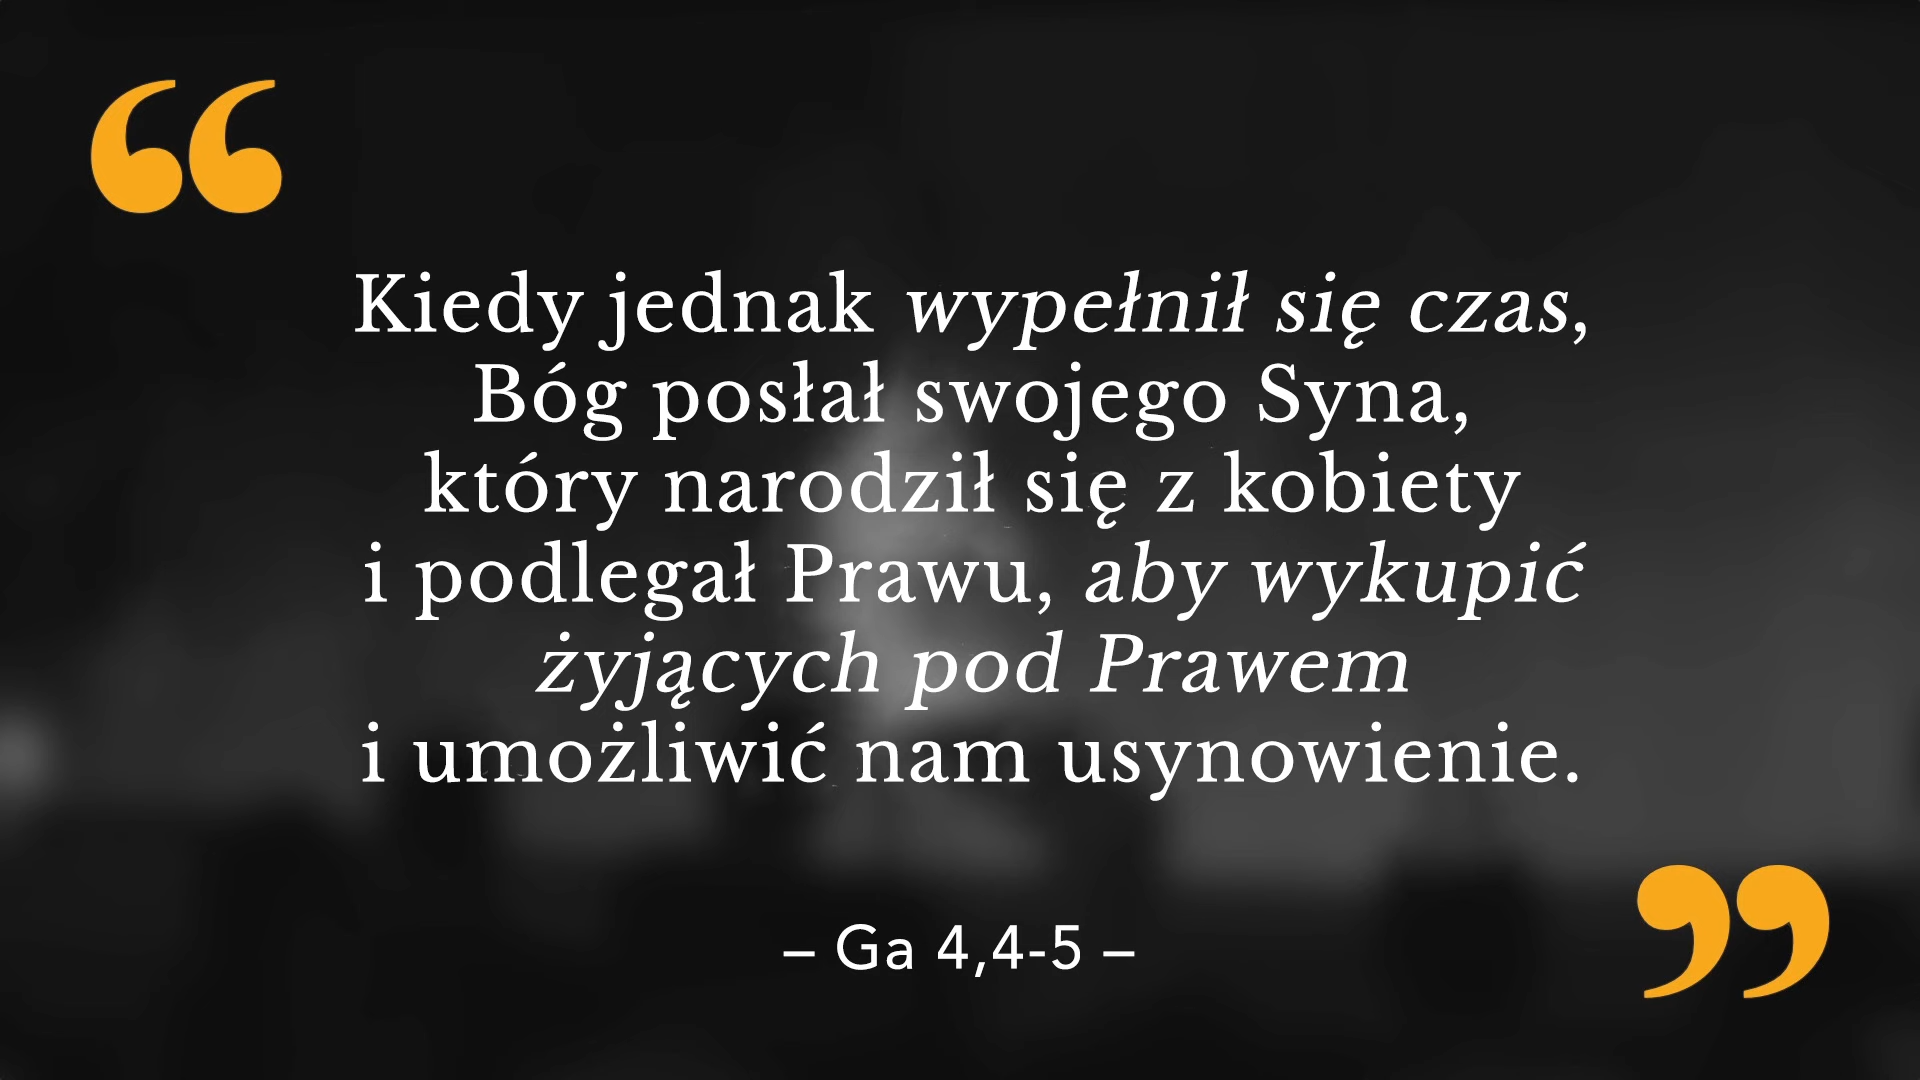 “
Kiedy jednak wypełnił się czas,
Bóg posłał swojego Syna,
który narodził się z kobiety
i podlegał Prawu, aby wykupić
żyjących pod Prawem
i umożliwić nam usynowienie.
”
– Ga 4,4-5 –